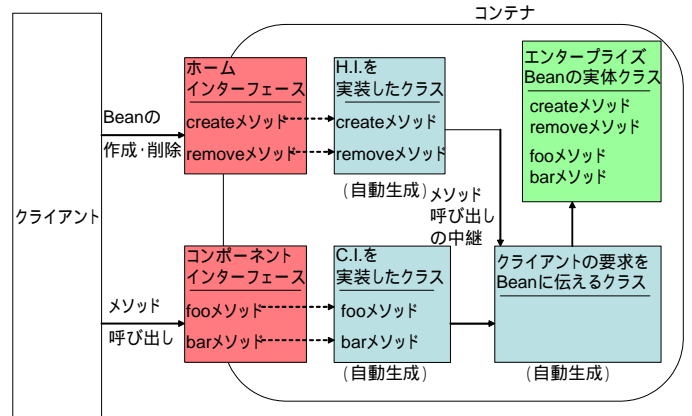 コンテナ
クライアント
Beanの
作成・削除
ホーム
インターフェース
createメソッド
removeメソッド
H.I.を
実装したクラス
createメソッド
removeメソッド
(自動生成)
エンタープライズ
Beanの実体クラス
createメソッド
removeメソッド
fooメソッド
barメソッド
メソッド
呼び出し
の中継
メソッド
呼び出し
コンポーネント
インターフェース
fooメソッド
barメソッド
C.I.を
実装したクラス
fooメソッド
barメソッド
(自動生成)
クライアントの要求を
Beanに伝えるクラス
(自動生成)